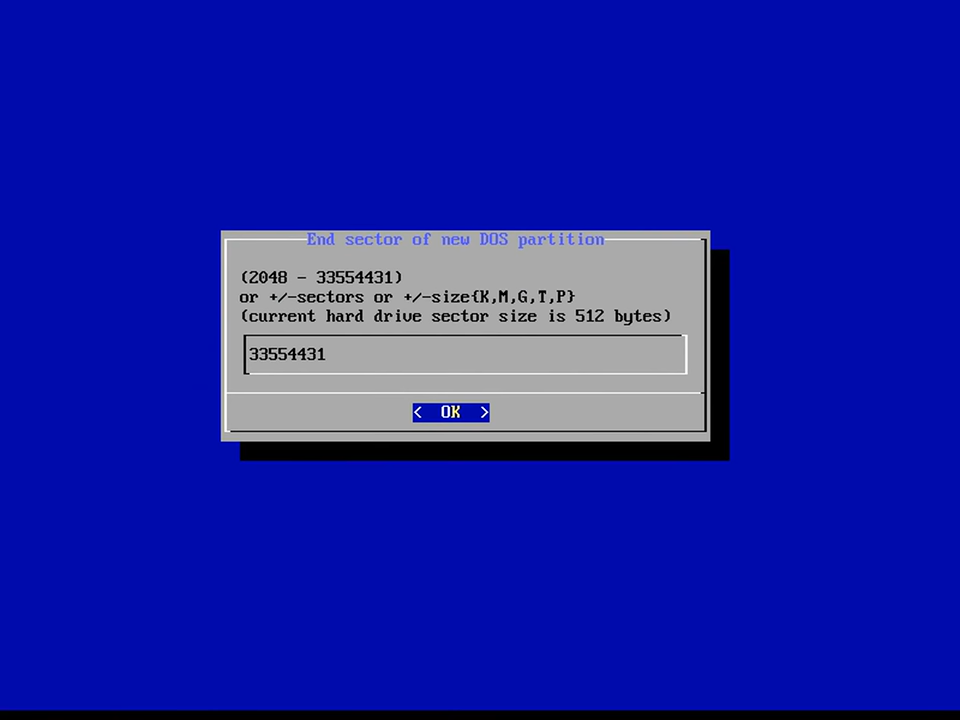 End sector of new DOS partition
(2048 - 33554431)
or +/-sectors or +/-size{K,M,G,T,P}
(current hard drive sector size is 512 bytes)
33554431
< OK >